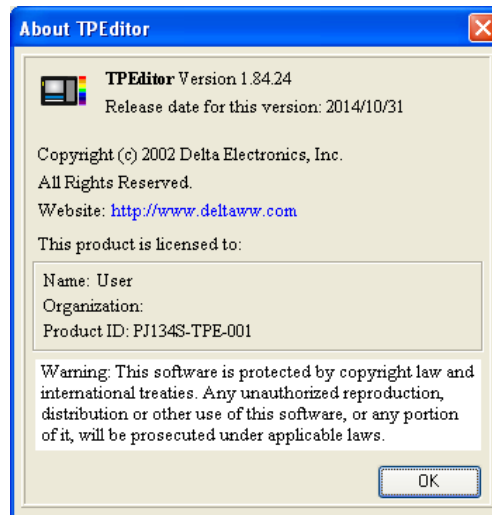 About TPEditor
TPEditor Version 1.84.24
Release date for this version: 2014/10/31
Copyright (c) 2002 Delta Electronics, Inc.
All Rights Reserved.
Website: http://www.deltaww.com
This product is licensed to:
Name: User
Organization:
Product ID: PJ134S-TPE-001
Warning: This software is protected by copyright law and
international treaties. Any unauthorized reproduction,
distribution or other use of this software, or any portion
of it, will be prosecuted under applicable laws.
OK